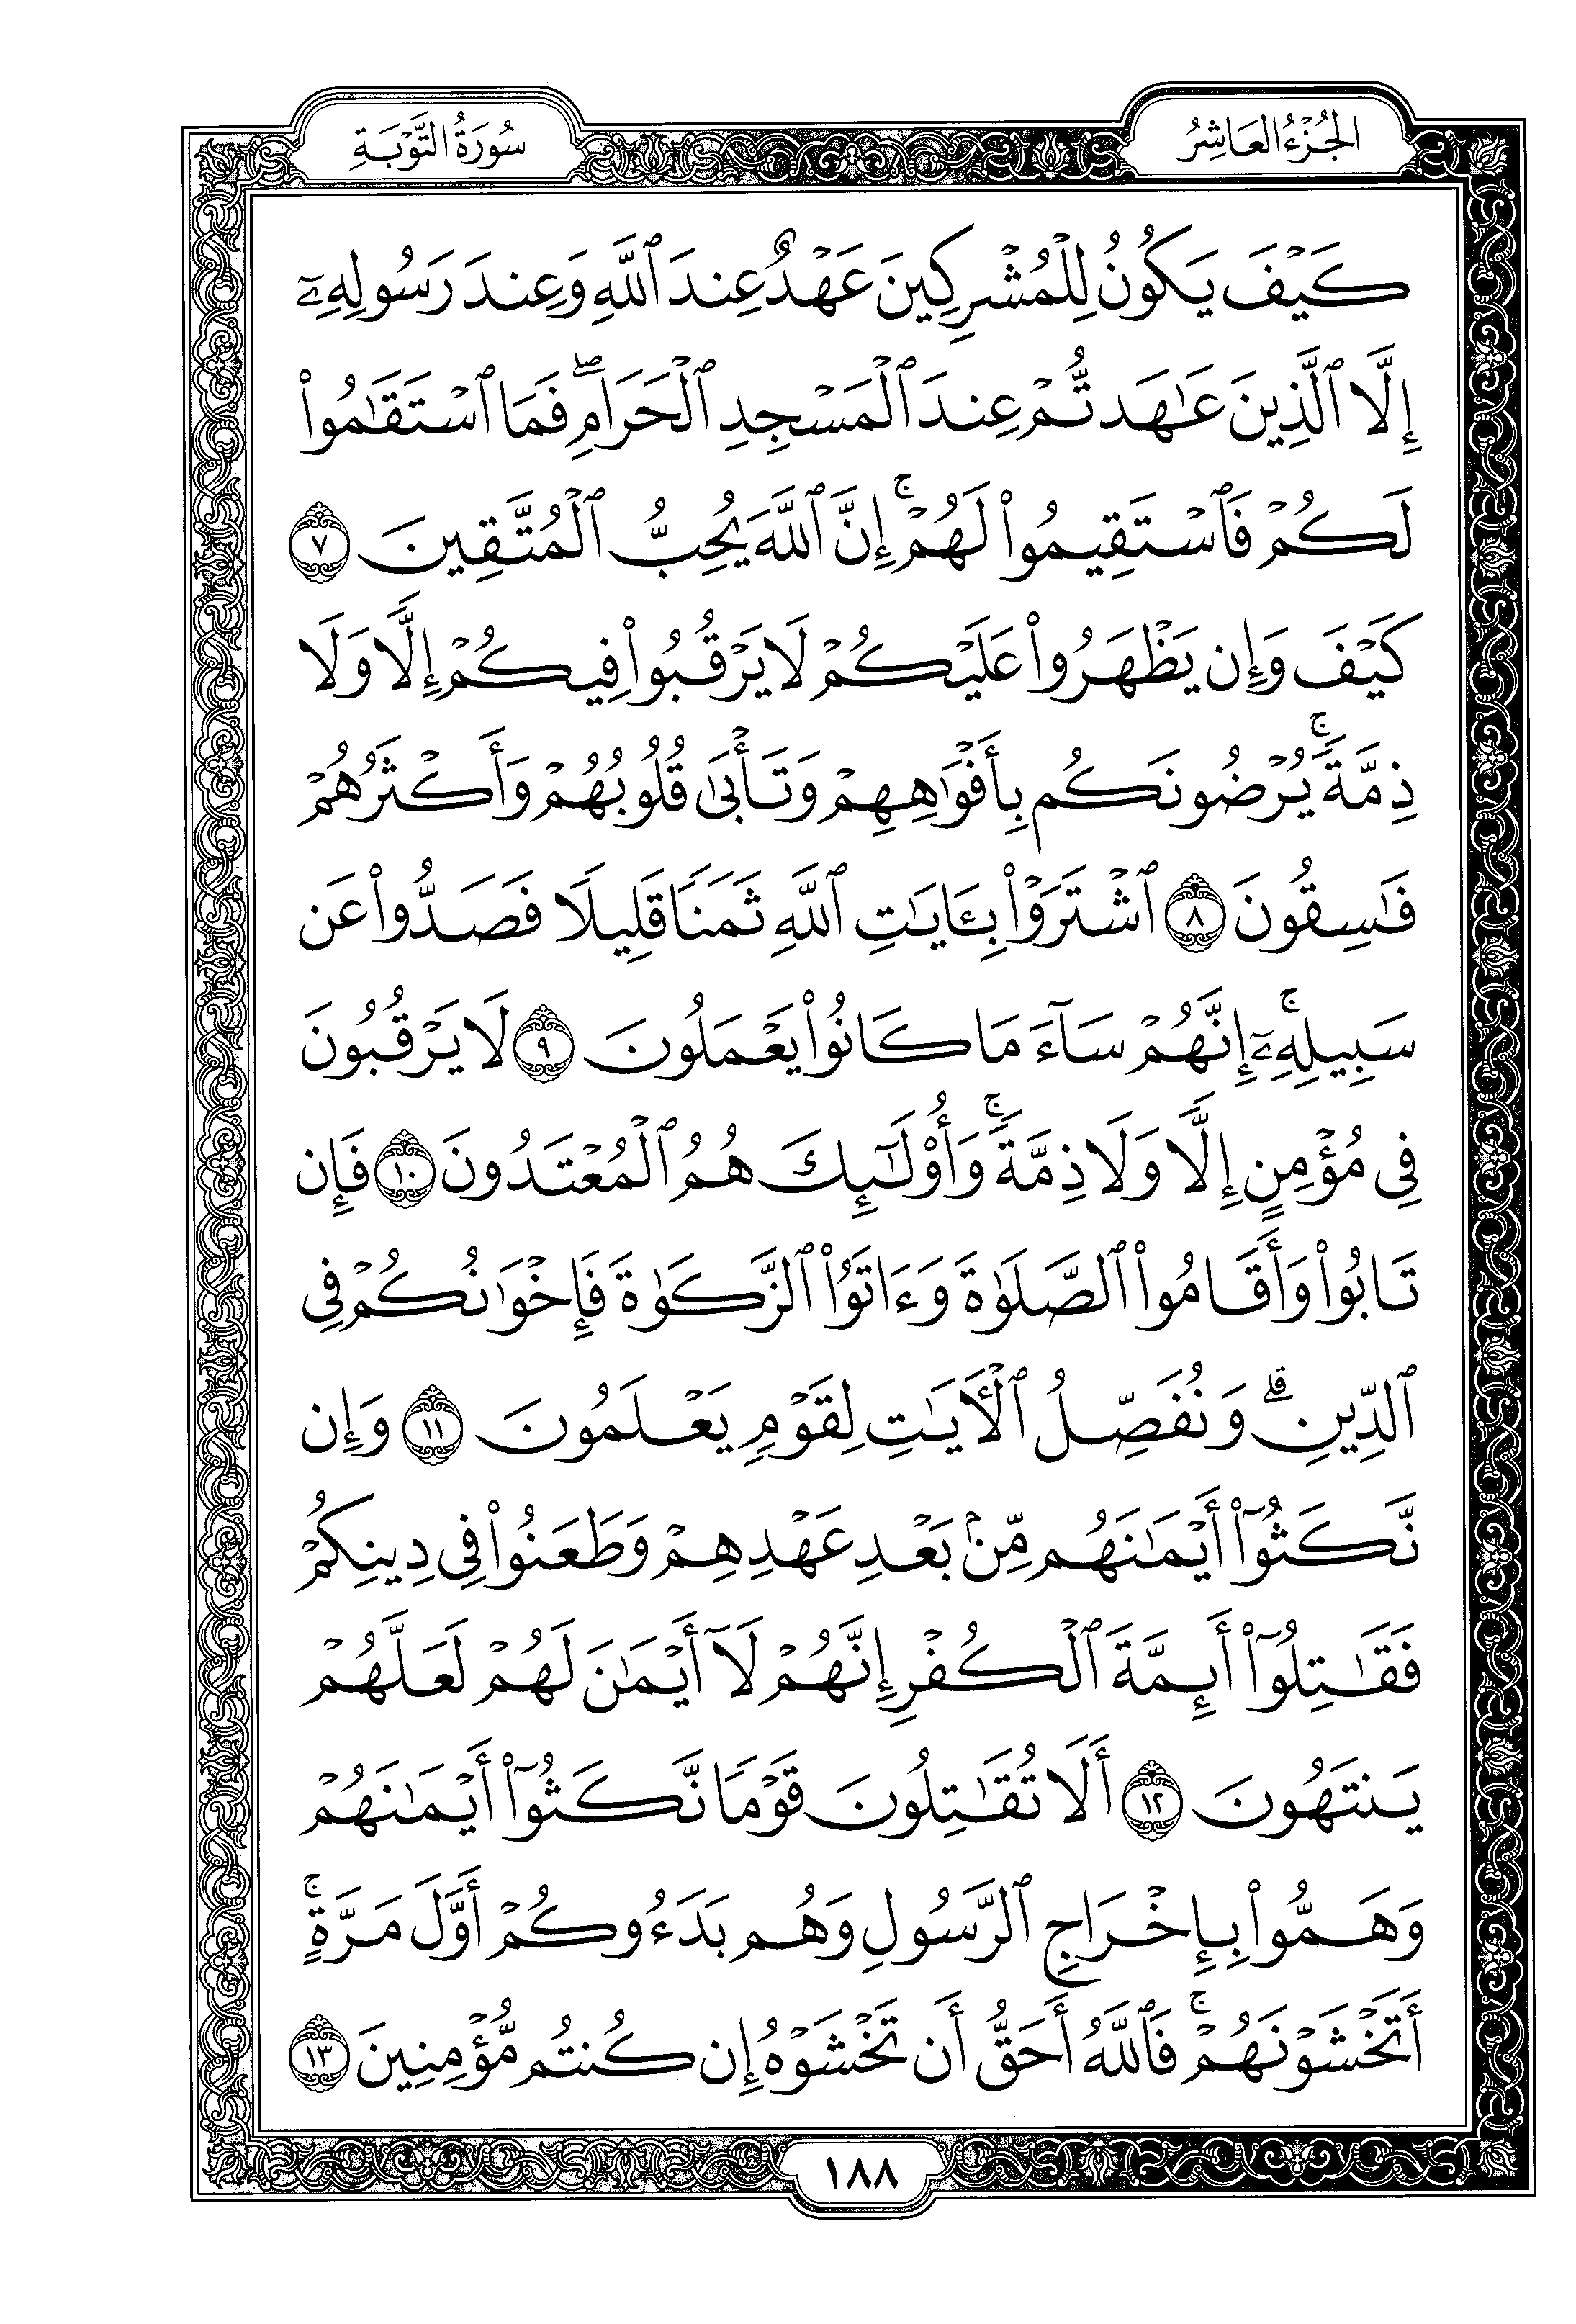 الجُزْءُ العَاشِرُ
سُورَةُ التَّوْبَةِ
كَيْفَ يَكُونُ لِلْمُشْرِكِينَ عَهْدٌ عِندَ ٱللَّهِ وَعِندَ رَسُولِهِۦٓ
إِلَّا ٱلَّذِينَ عَٰهَدتُّمْ عِندَ ٱلْمَسْجِدِ ٱلْحَرَامِۖ فَمَا ٱسْتَقَٰمُوا۟
لَكُمْ فَٱسْتَقِيمُوا۟ لَهُمْۚ إِنَّ ٱللَّهَ يُحِبُّ ٱلْمُتَّقِينَ ٧
كَيْفَ وَإِن يَظْهَرُوا۟ عَلَيْكُمْ لَا يَرْقُبُوا۟ فِيكُمْ إِلًّا وَلَا
ذِمَّةًۚ يُرْضُونَكُم بِأَفْوَٰهِهِمْ وَتَأْبَىٰ قُلُوبُهُمْ وَأَكْثَرُهُمْ
فَٰسِقُونَ ٨ ٱشْتَرَوْا۟ بِـَٔايَٰتِ ٱللَّهِ ثَمَنًا قَلِيلًا فَصَدُّوا۟ عَن
سَبِيلِهِۦٓۚ إِنَّهُمْ سَآءَ مَا كَانُوا۟ يَعْمَلُونَ ٩ لَا يَرْقُبُونَ
فِى مُؤْمِنٍ إِلًّا وَلَا ذِمَّةًۚ وَأُو۟لَٰٓئِكَ هُمُ ٱلْمُعْتَدُونَ ١٠ فَإِن
تَابُوا۟ وَأَقَامُوا۟ ٱلصَّلَوٰةَ وَءَاتَوُا۟ ٱلزَّكَوٰةَ فَإِخْوَٰنُكُمْ فِى
ٱلدِّينِۗ وَنُفَصِّلُ ٱلْـَٔايَٰتِ لِقَوْمٍ يَعْلَمُونَ ١١ وَإِن
نَّكَثُوٓا۟ أَيْمَٰنَهُم مِّنۢ بَعْدِ عَهْدِهِمْ وَطَعَنُوا۟ فِى دِينِكُمْ
فَقَٰتِلُوٓا۟ أَئِمَّةَ ٱلْكُفْرِ إِنَّهُمْ لَآ أَيْمَٰنَ لَهُمْ لَعَلَّهُمْ
يَنتَهُونَ ١٢ أَلَا تُقَٰتِلُونَ قَوْمًا نَّكَثُوٓا۟ أَيْمَٰنَهُمْ
وَهَمُّوا۟ بِإِخْرَاجِ ٱلرَّسُولِ وَهُم بَدَءُوكُمْ أَوَّلَ مَرَّةٍۚ
أَتَخْشَوْنَهُمْۚ فَٱللَّهُ أَحَقُّ أَن تَخْشَوْهُ إِن كُنتُم مُّؤْمِنِينَ ١٣
١٨٨